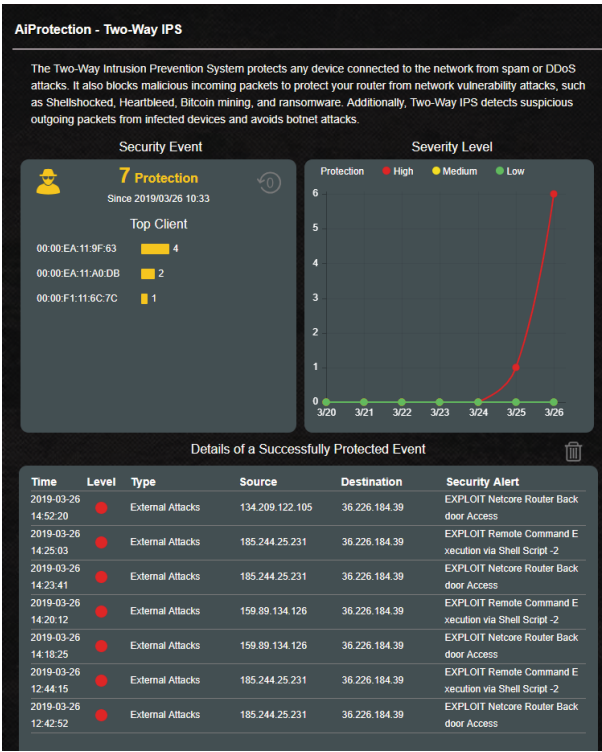 AiProtection - Two-Way IPS
The Two-Way Intrusion Prevention System protects any device connected to the network from spam or DDoS
attacks. It also blocks malicious incoming packets to protect your router from network vulnerability attacks, such
as Shellshocked, Heartbleed, Bitcoin mining, and ransomware. Additionally, Two-Way IPS detects suspicious
outgoing packets from infected devices and avoids botnet attacks.
Security Event
7 Protection
0
Since 2019/03/26 10:33
Top Client
00:00:EA:11:9F:63 4
00:00:EA:11:A0:DB 2
00:00:F1:11:6C:7C 1
Severity Level
Protection High Medium Low
6
5
4
3
2
1
0
3/20 3/21 3/22 3/23 3/24 3/25 3/26
Details of a Successfully Protected Event
Time Level Type Source Destination Security Alert
2019-03-26 EXPLOIT Netcore Router Back
14:52:20 External Attacks 134.209.122.105 36.226.184.39 door Access
2019-03-26 EXPLOIT Remote Command E
14:25:03 External Attacks 185.244.25.231 36.226.184.39 xecution via Shell Script -2
2019-03-26 EXPLOIT Netcore Router Back
14:23:41 External Attacks 185.244.25.231 36.226.184.39 door Access
2019-03-26 EXPLOIT Remote Command E
14:20:12 External Attacks 159.89.134.126 36.226.184.39 xecution via Shell Script -2
2019-03-26 EXPLOIT Netcore Router Back
14:18:25 External Attacks 159.89.134.126 36.226.184.39 door Access
2019-03-26 EXPLOIT Remote Command E
12:44:15 External Attacks 185.244.25.231 36.226.184.39 xecution via Shell Script -2
2019-03-26 EXPLOIT Netcore Router Back
12:42:52 External Attacks 185.244.25.231 36.226.184.39 door Access